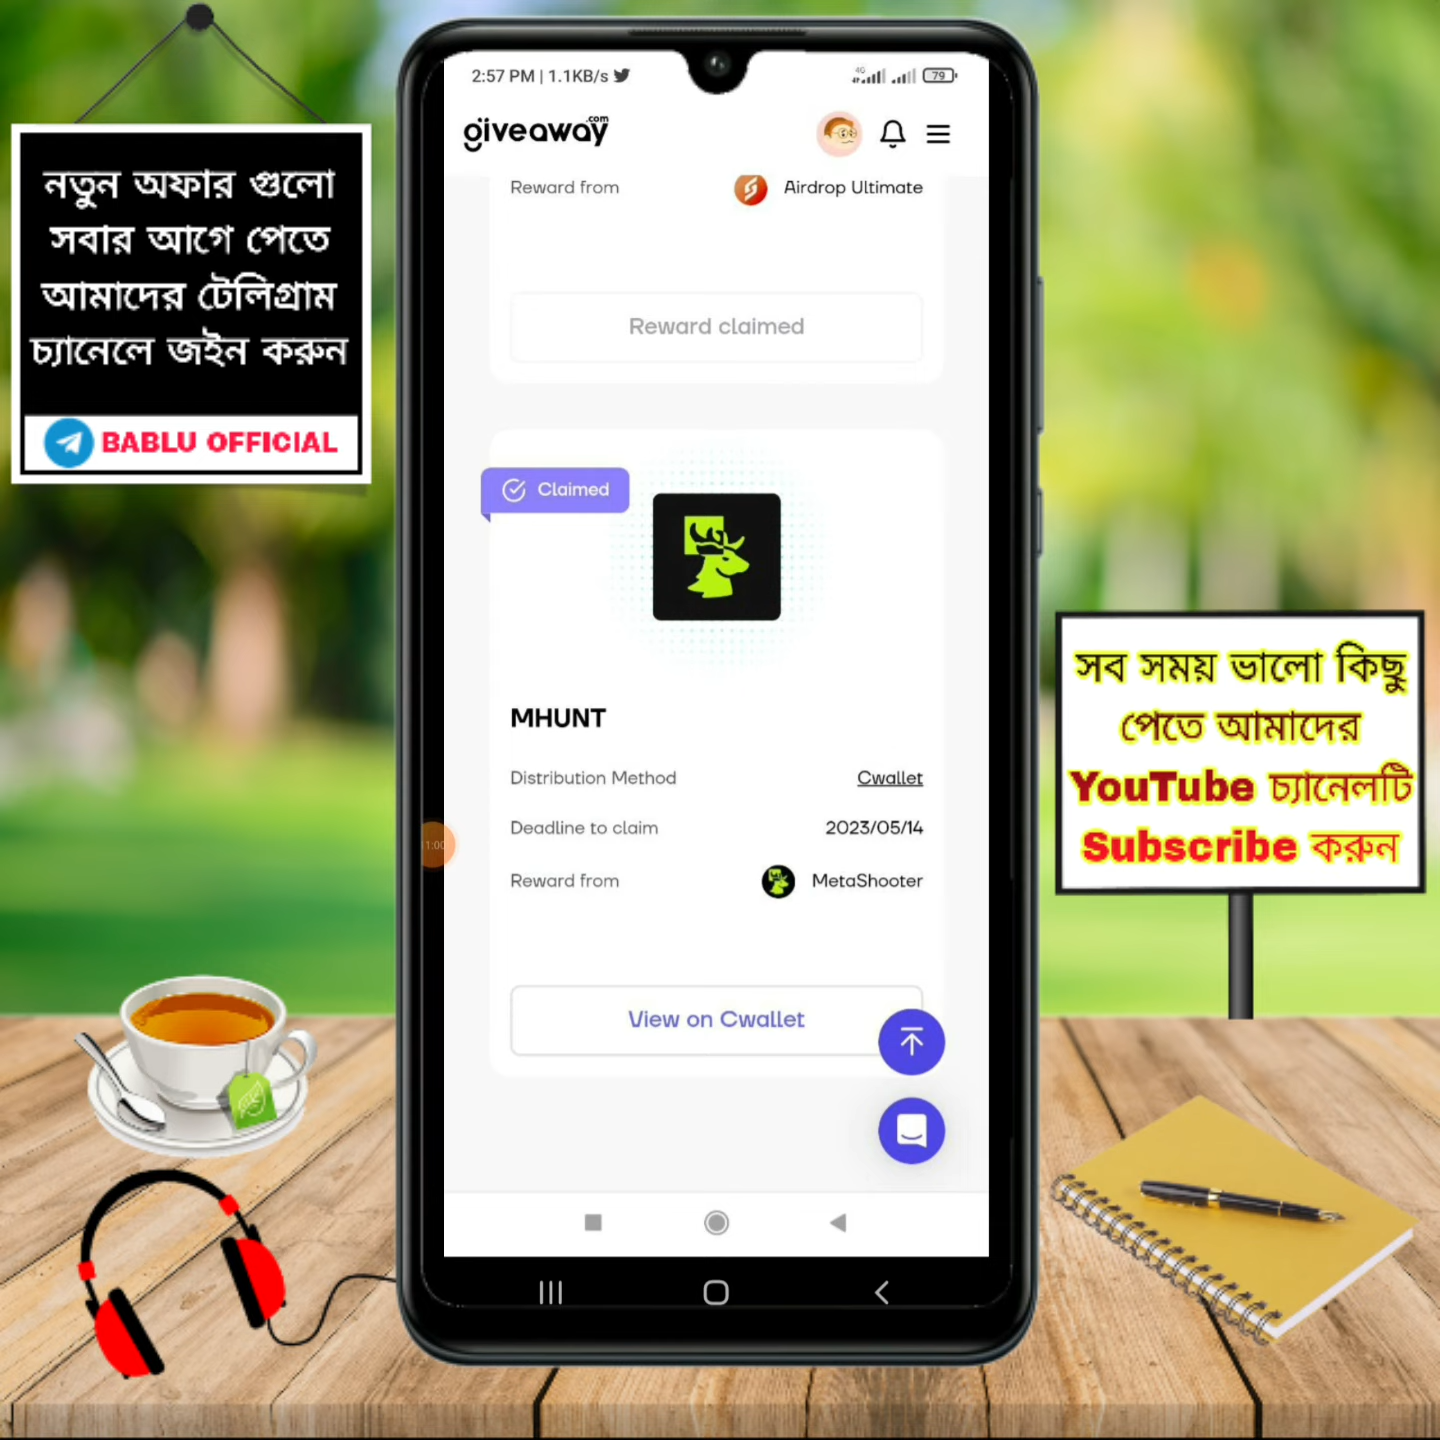 নতুন অফার গুলো
সবার আগে পেতে
আমাদের টেলিগ্রাম
চ্যানেলে জইন করুন
BABLU OFFICIAL
2:57 PM | 1.1KB/s
4G
79
giveaway.com
Reward from Airdrop Ultimate
Reward claimed
Claimed
MHUNT
Distribution Method Cwallet
Deadline to claim 2023/05/14
Reward from MetaShooter
View on Cwallet
সব সময় ভালো কিছু
পেতে আমাদের
YouTube চ্যানেলটি
Subscribe করুন